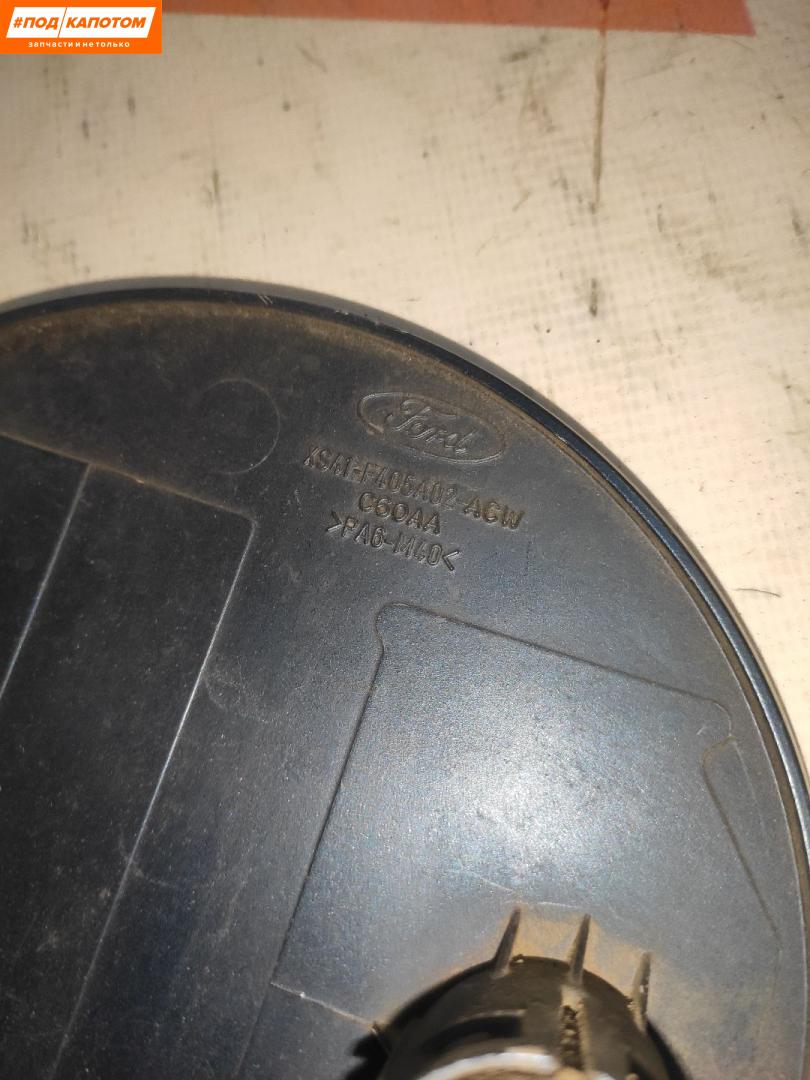 #ПОД КАПОТОМ
запчасти и не только
Ford
XS41-F405A02-AGW
C60AA
>PA6-M40<